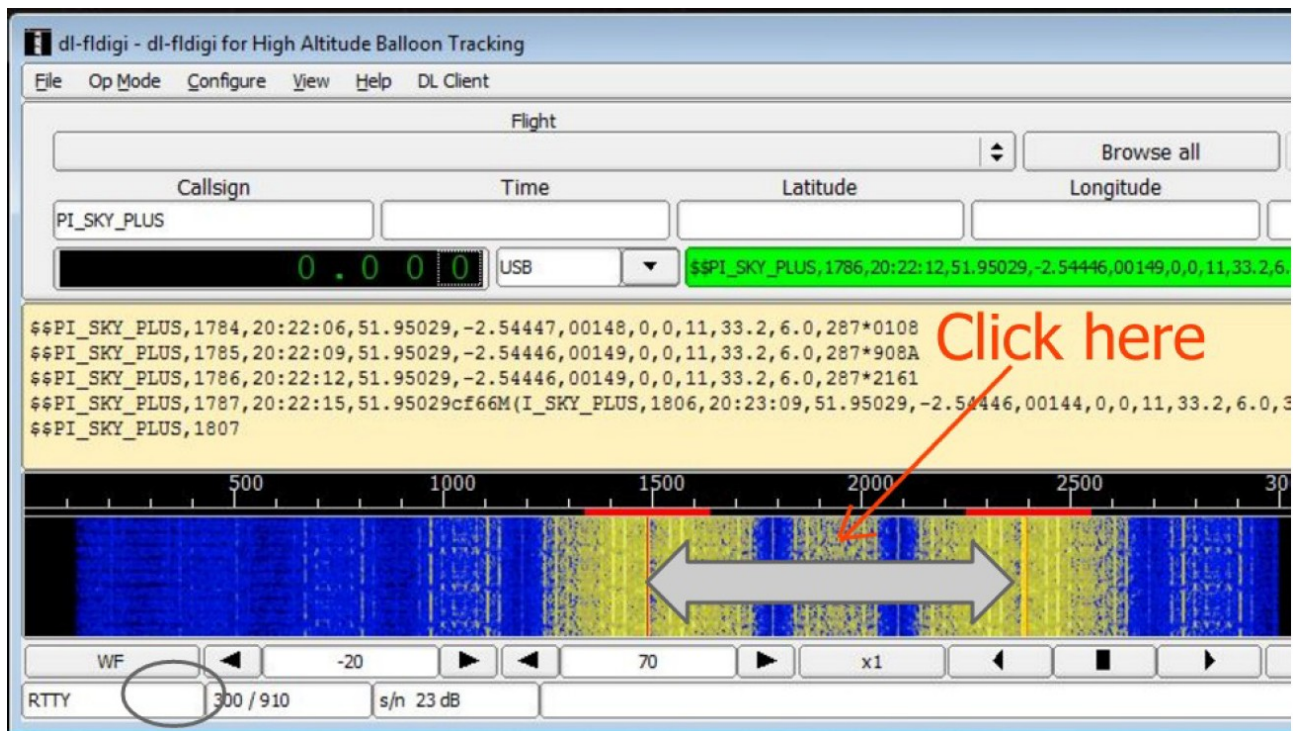 dl-fldigi - dl-fldigi for High Altitude Balloon Tracking
File Op Mode Configure View Help DL Client
Flight
Browse all
Callsign Time Latitude Longitude
PI_SKY_PLUS
0.000 USB $$PI_SKY_PLUS,1786,20:22:12,51.95029,-2.54446,00149,0,0,11,33.2,6.
$$PI_SKY_PLUS,1784,20:22:06,51.95029,-2.54447,00148,0,0,11,33.2,6.0,287*0108
$$PI_SKY_PLUS,1785,20:22:09,51.95029,-2.54446,00149,0,0,11,33.2,6.0,287*908A
$$PI_SKY_PLUS,1786,20:22:12,51.95029,-2.54446,00149,0,0,11,33.2,6.0,287*2161
$$PI_SKY_PLUS,1787,20:22:15,51.95029cf66M(I_SKY_PLUS,1806,20:23:09,51.95029,-2.54446,00144,0,0,11,33.2,6.0,3
$$PI_SKY_PLUS,1807
Click here
500 1000 1500 2000 2500 30
WF -20 70 x1
RTTY 300 / 910 s/n 23 dB